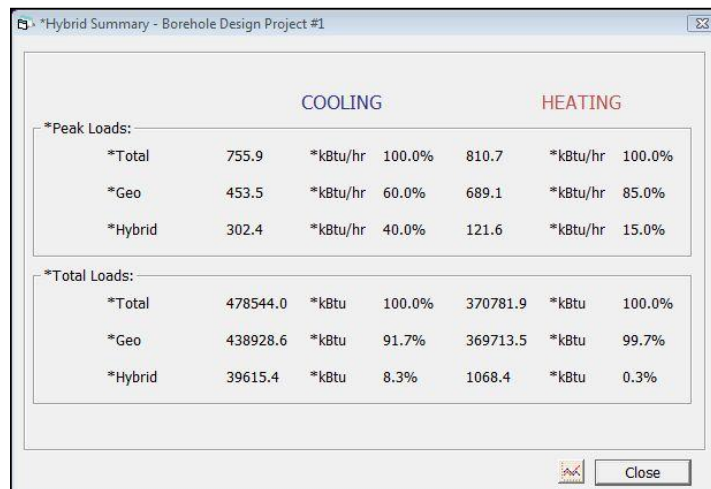 *Hybrid Summary - Borehole Design Project #1
COOLING HEATING
*Peak Loads:
*Total 755.9 *kBtu/hr 100.0% 810.7 *kBtu/hr 100.0%
*Geo 453.5 *kBtu/hr 60.0% 689.1 *kBtu/hr 85.0%
*Hybrid 302.4 *kBtu/hr 40.0% 121.6 *kBtu/hr 15.0%
*Total Loads:
*Total 478544.0 *kBtu 100.0% 370781.9 *kBtu 100.0%
*Geo 438928.6 *kBtu 91.7% 369713.5 *kBtu 99.7%
*Hybrid 39615.4 *kBtu 8.3% 1068.4 *kBtu 0.3%
Close